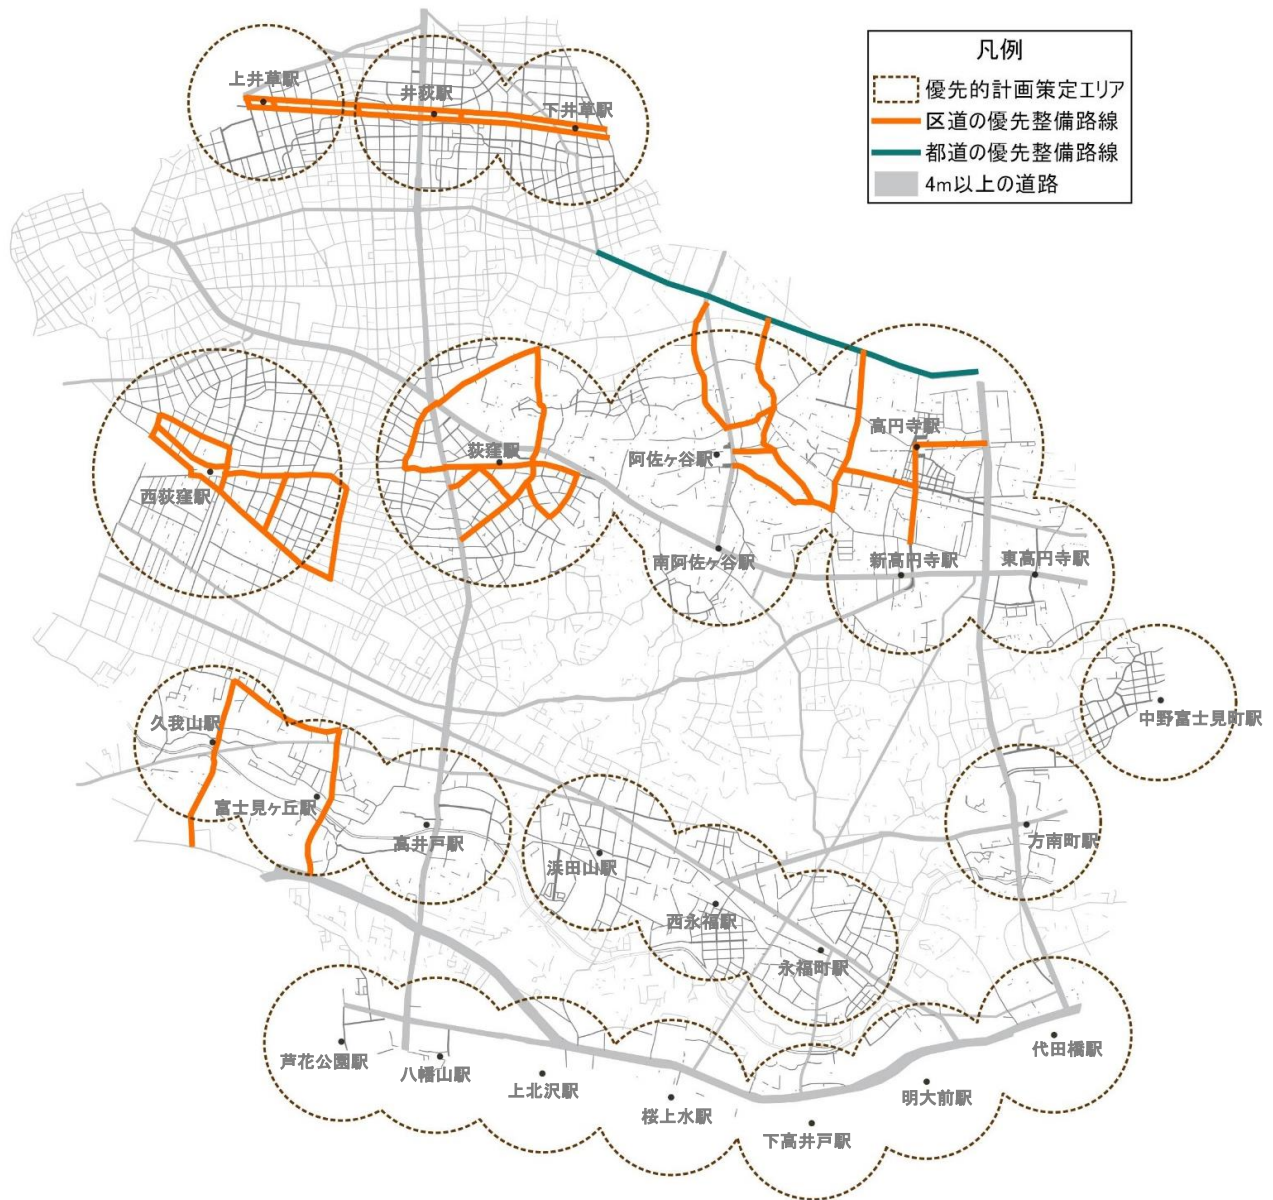 凡例
優先的計画策定エリア
区道の優先整備路線
都道の優先整備路線
4m以上の道路
上井草駅
井荻駅
下井草駅
高円寺駅
荻窪駅
阿佐ヶ谷駅
西荻窪駅
南阿佐ヶ谷駅
新高円寺駅
東高円寺駅
中野富士見町駅
久我山駅
富士見ヶ丘駅
高井戸駅
方南町駅
浜田山駅
西永福駅
永福町駅
芦花公園駅
八幡山駅
上北沢駅
桜上水駅
下高井戸駅
明大前駅
代田橋駅